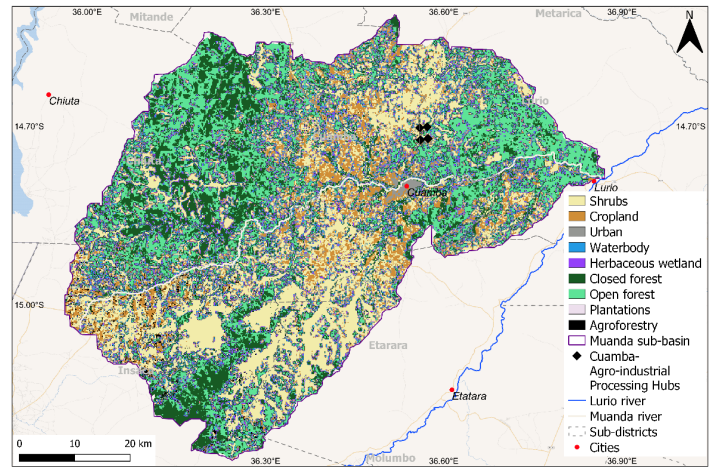 36.00°E
36.30°E
36.60°E
36.90°E
Mitande
Metarica
N
Chiuta
14.70°S
14.70°S
Cuamba
Lurio
Shrubs
Cropland
Urban
Waterbody
Herbaceous wetland
Closed forest
Open forest
Plantations
Agroforestry
Muanda sub-basin
Cuamba-
Agro-industrial
Processing Hubs
Lurio river
Muanda river
Sub-districts
Cities
15.00°S
Etarara
Etatara
Molumbo
0 10 20 km
36.30°E
36.60°E
36.90°E